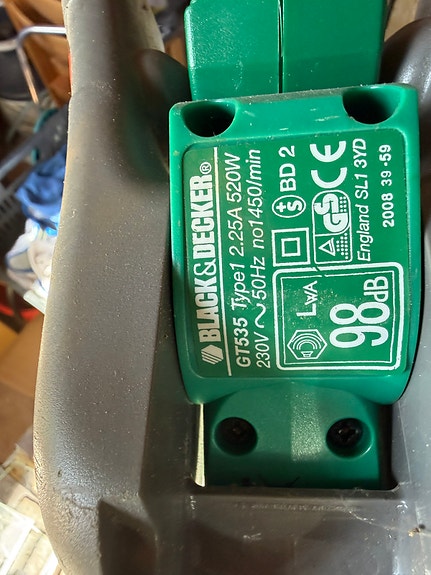 BLACK&DECKER®
GT535 Type1 2.25A 520W
230V ~ 50Hz no1450/min
BD 2
ts
GS
CE
England SL1 3YD
2008 39-59
LWA
98dB